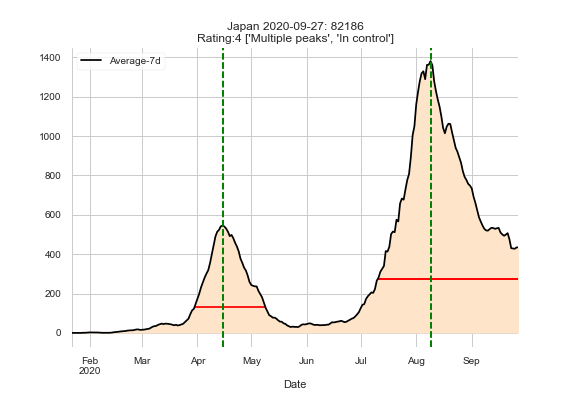 Japan 2020-09-27: 82186
Rating:4 ['Multiple peaks', 'In control']
Average-7d
1400
1200
1000
800
600
400
200
0
Feb Mar Apr May Jun Jul Aug Sep
2020
Date